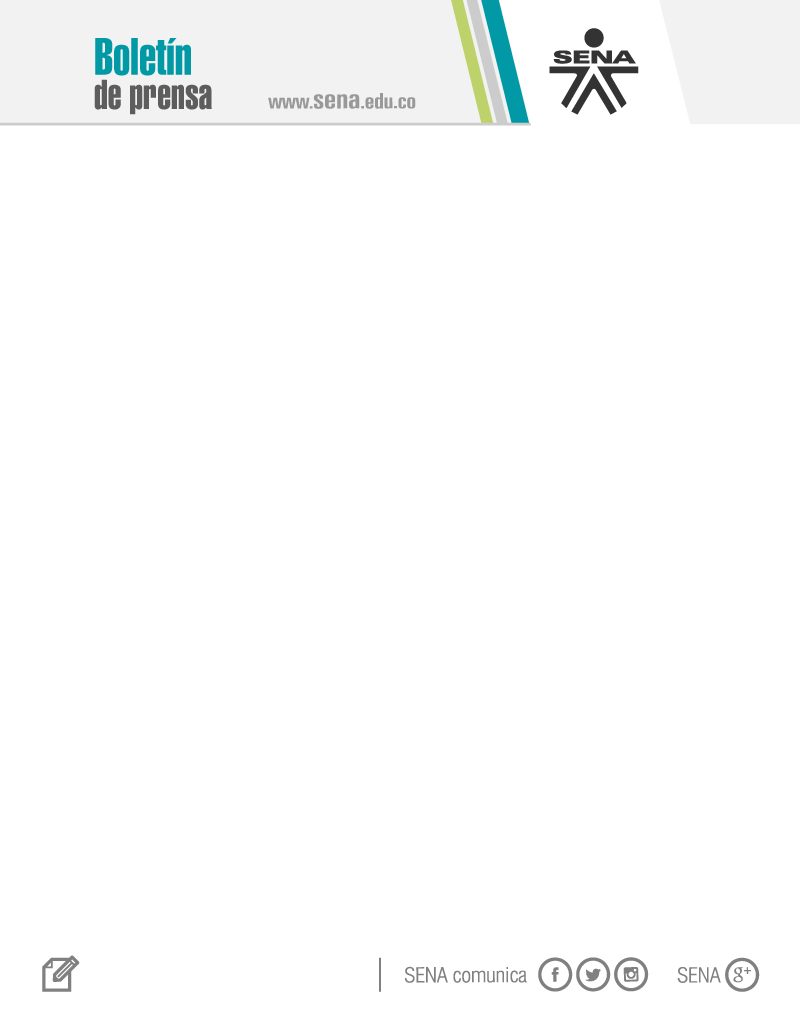 Boletín
de prensa
www.sena.edu.co
SENA
SENA comunica
SENA g+